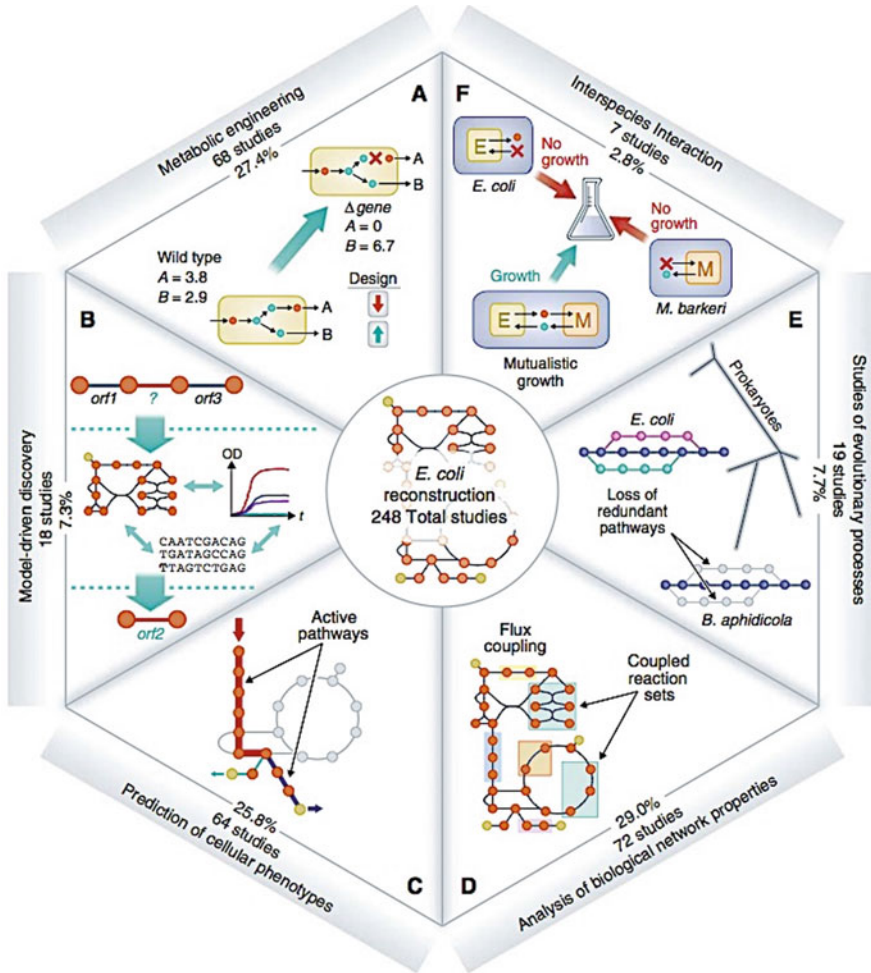 A
Metabolic engineering
68 studies
27.4%
A
B
Δ gene
A = 0
B = 6.7
Wild type
A = 3.8
B = 2.9
Design
A
B
F
Interspecies Interaction
7 studies
2.8%
E
No
growth
E. coli
No
growth
M
M. barkeri
Growth
E
M
Mutualistic
growth
B
Model-driven discovery
18 studies
7.3%
orf1
?
orf3
OD
t
CAATCGACAG
TGATAGCCAG
TTAGTCTGAG
orf2
E. coli
reconstruction
248 Total studies
E
Studies of evolutionary processes
19 studies
7.7%
Prokaryotes
E. coli
Loss of
redundant
pathways
B. aphidicola
Active
pathways
25.8%
64 studies
Prediction of cellular phenotypes
C
Flux
coupling
Coupled
reaction
sets
29.0%
72 studies
Analysis of biological network properties
D